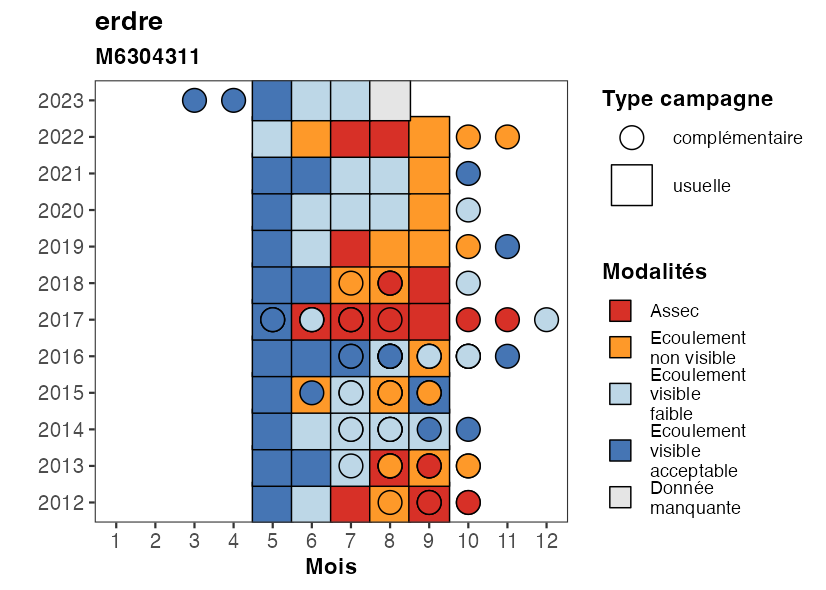 erdre
M6304311
2023
2022
2021
2020
2019
2018
2017
2016
2015
2014
2013
2012
1 2 3 4 5 6 7 8 9 10 11 12
Mois
Type campagne
complémentaire
usuelle
Modalités
Assec
Ecoulement
non visible
Ecoulement
visible
faible
Ecoulement
visible
acceptable
Donnée
manquante